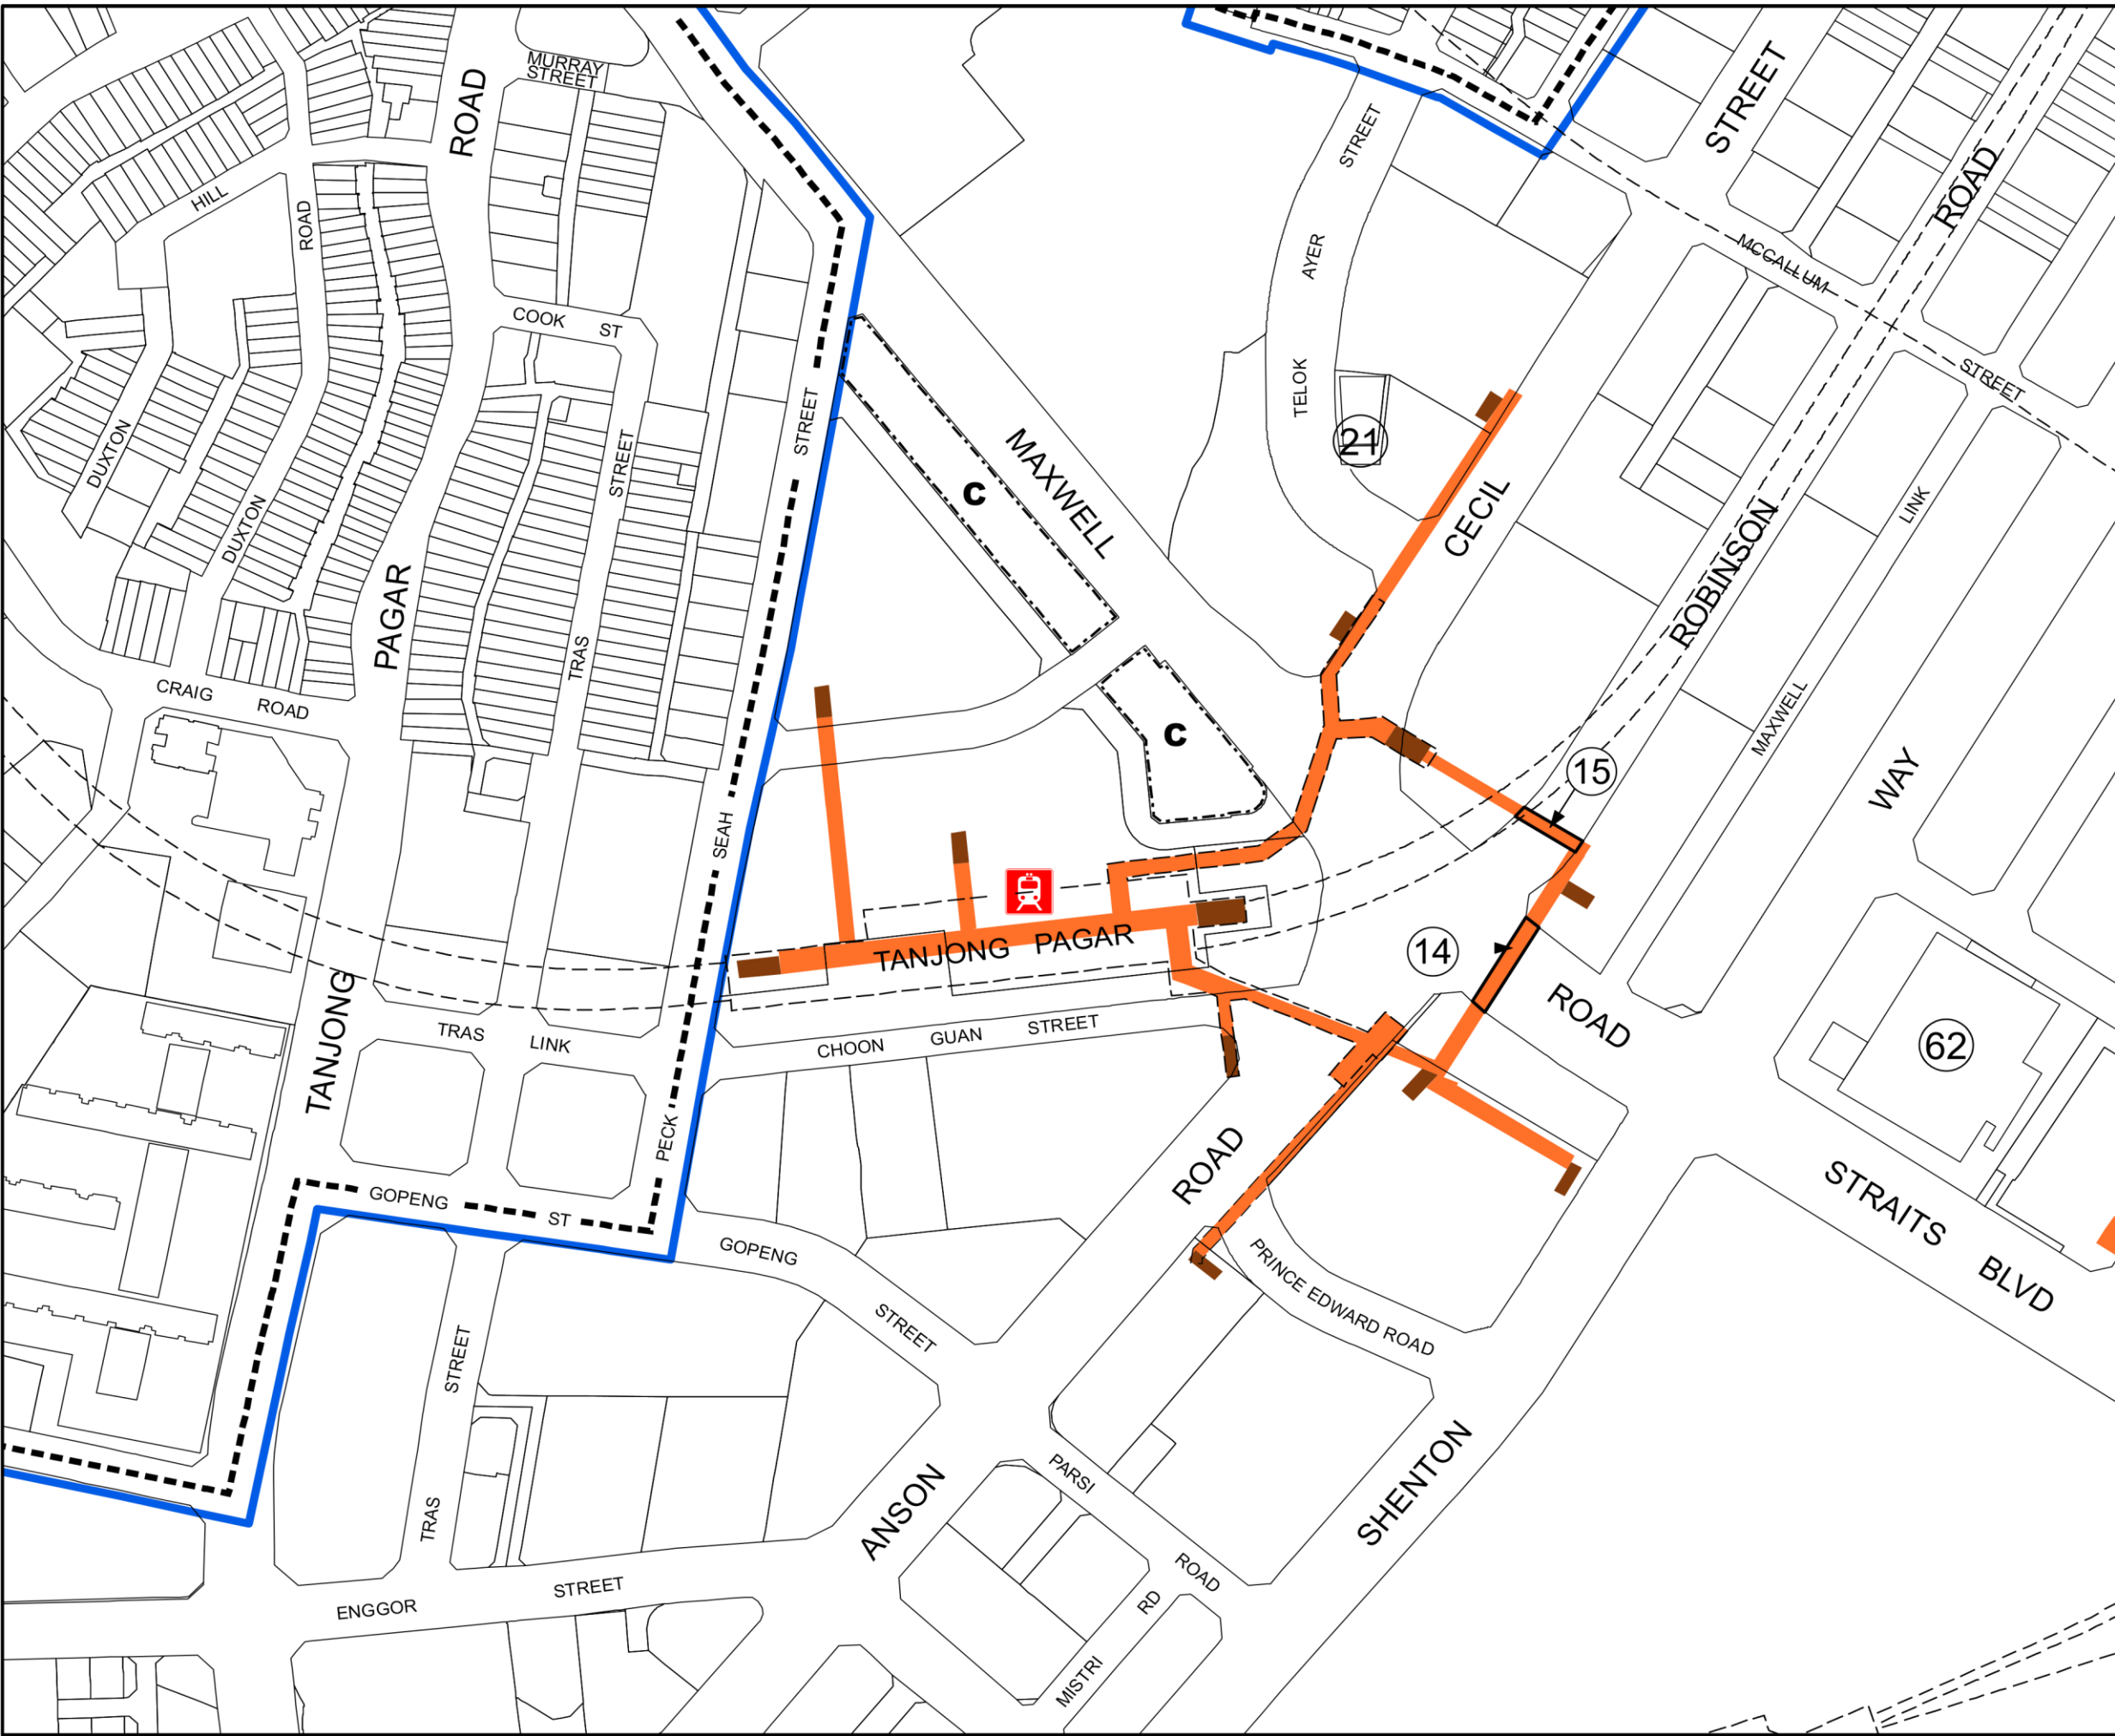 MURRAY
STREET
ROAD
STREET
STREET
ROAD
HILL
ROAD
AYER
MCCALLUM
COOK ST
STREET
TELOK
STREET
21
DUXTON
STREET
MAXWELL
C
CECIL
LINK
DUXTON
ROBINSON
PAGAR
TRAS
CRAIG ROAD
C
MAXWELL
15
WAY
SEAH
TANJONG PAGAR
14
TANJONG
TRAS LINK
CHOON GUAN STREET
ROAD
62
PECK
ROAD
GOPENG ST
GOPENG
STREET
PRINCE EDWARD ROAD
STRAITS BLVD
STREET
TRAS
ANSON
PARSI
ROAD
SHENTON
ENGGOR STREET
MISTRI RD